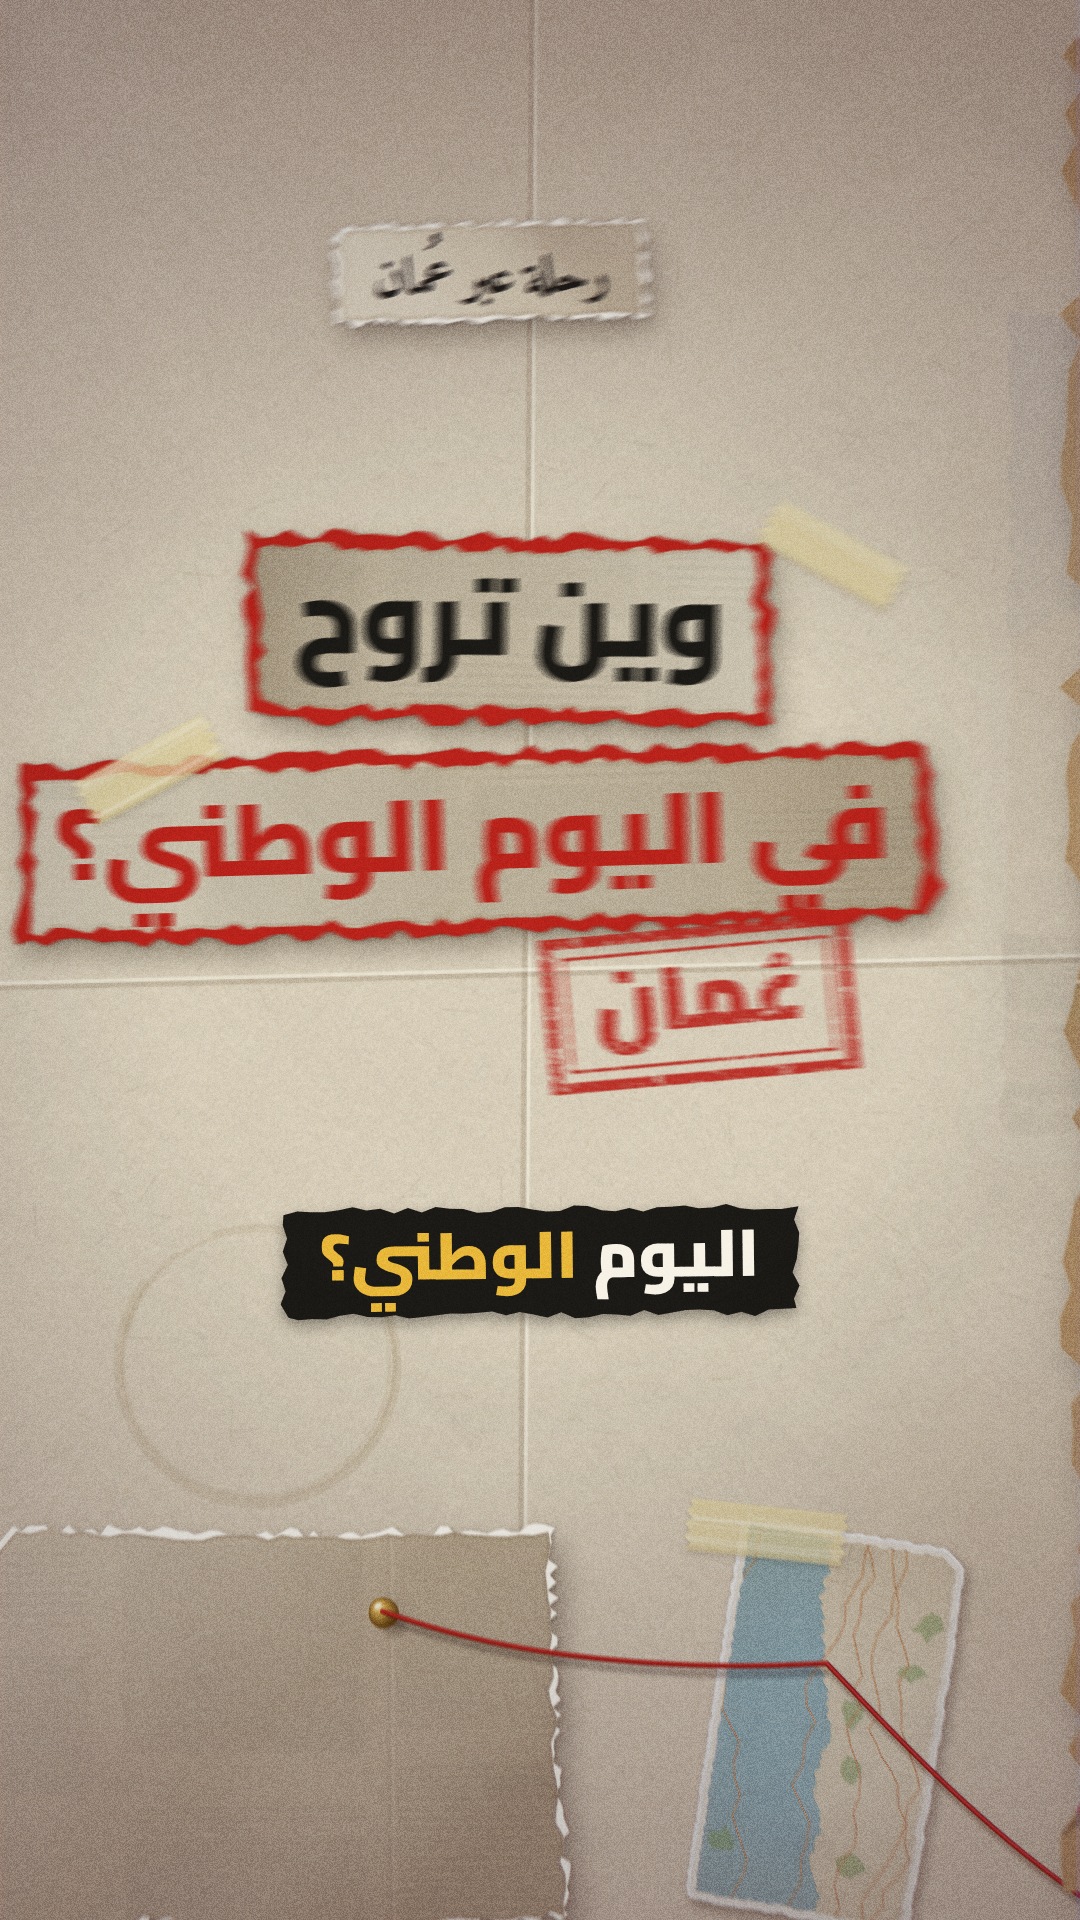 رحلة عبر عُمان
وين تروح
في اليوم الوطني؟
عُمان
اليوم الوطني؟